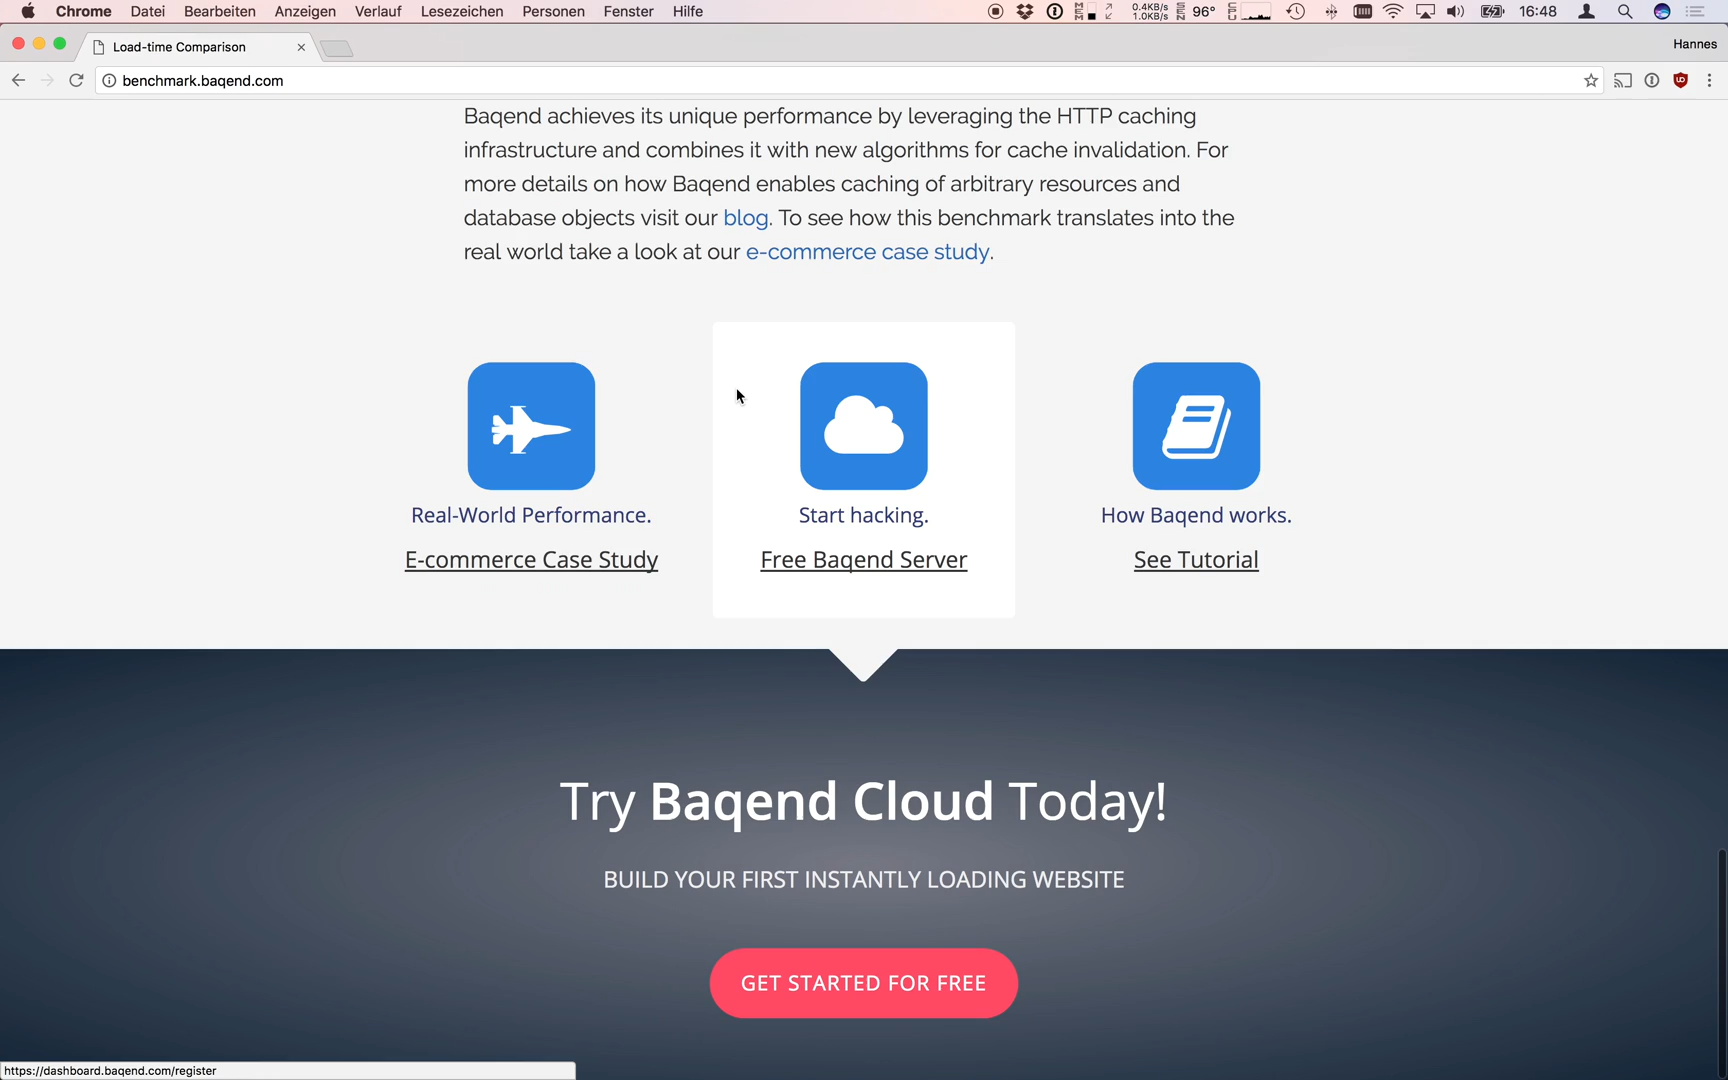 Chrome Datei Bearbeiten Anzeigen Verlauf Lesezeichen Personen Fenster Hilfe
MEM 0.4KB/s 1.0KB/s SEN 96° CPU 16:48
Load-time Comparison Hannes
benchmark.baqend.com
Baqend achieves its unique performance by leveraging the HTTP caching
infrastructure and combines it with new algorithms for cache invalidation. For
more details on how Baqend enables caching of arbitrary resources and
database objects visit our blog. To see how this benchmark translates into the
real world take a look at our e-commerce case study.
Real-World Performance. Start hacking. How Baqend works.
E-commerce Case Study Free Baqend Server See Tutorial
Try Baqend Cloud Today!
BUILD YOUR FIRST INSTANTLY LOADING WEBSITE
GET STARTED FOR FREE
https://dashboard.baqend.com/register